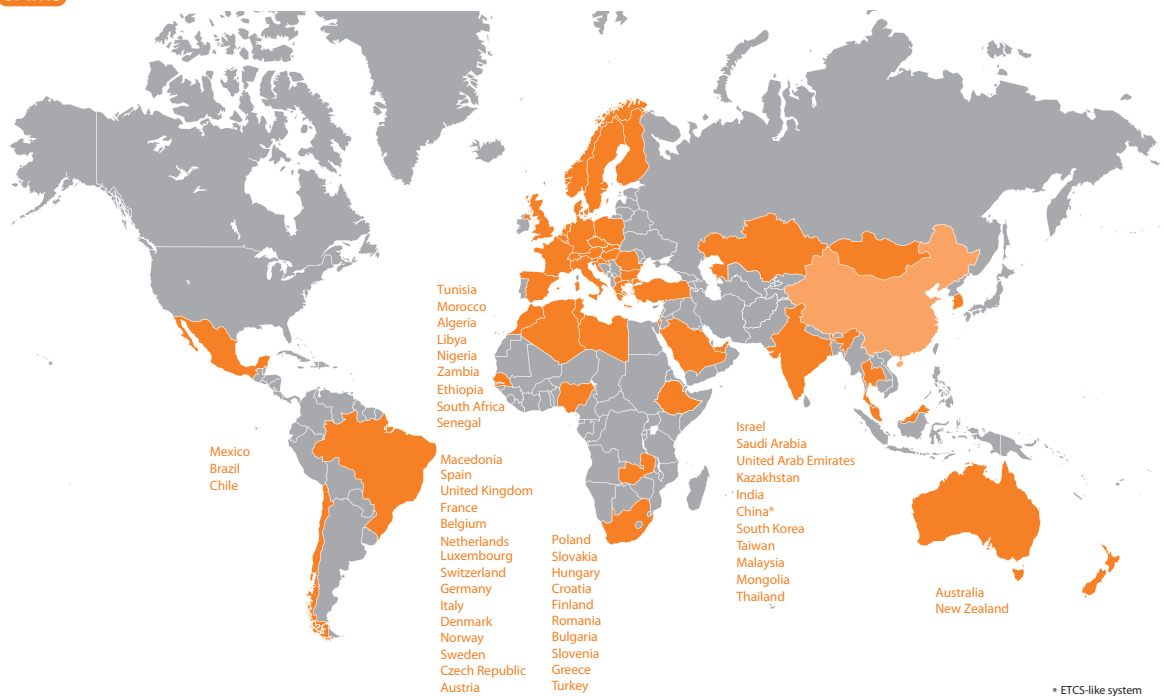 Tunisia
Morocco
Algeria
Libya
Nigeria
Zambia
Ethiopia
South Africa
Senegal
Mexico
Brazil
Chile
Macedonia
Spain
United Kingdom
France
Belgium
Netherlands
Luxembourg
Switzerland
Germany
Italy
Denmark
Norway
Sweden
Czech Republic
Austria
Poland
Slovakia
Hungary
Croatia
Finland
Romania
Bulgaria
Slovenia
Greece
Turkey
Israel
Saudi Arabia
United Arab Emirates
Kazakhstan
India
China*
South Korea
Taiwan
Malaysia
Mongolia
Thailand
Australia
New Zealand
* ETCS-like system